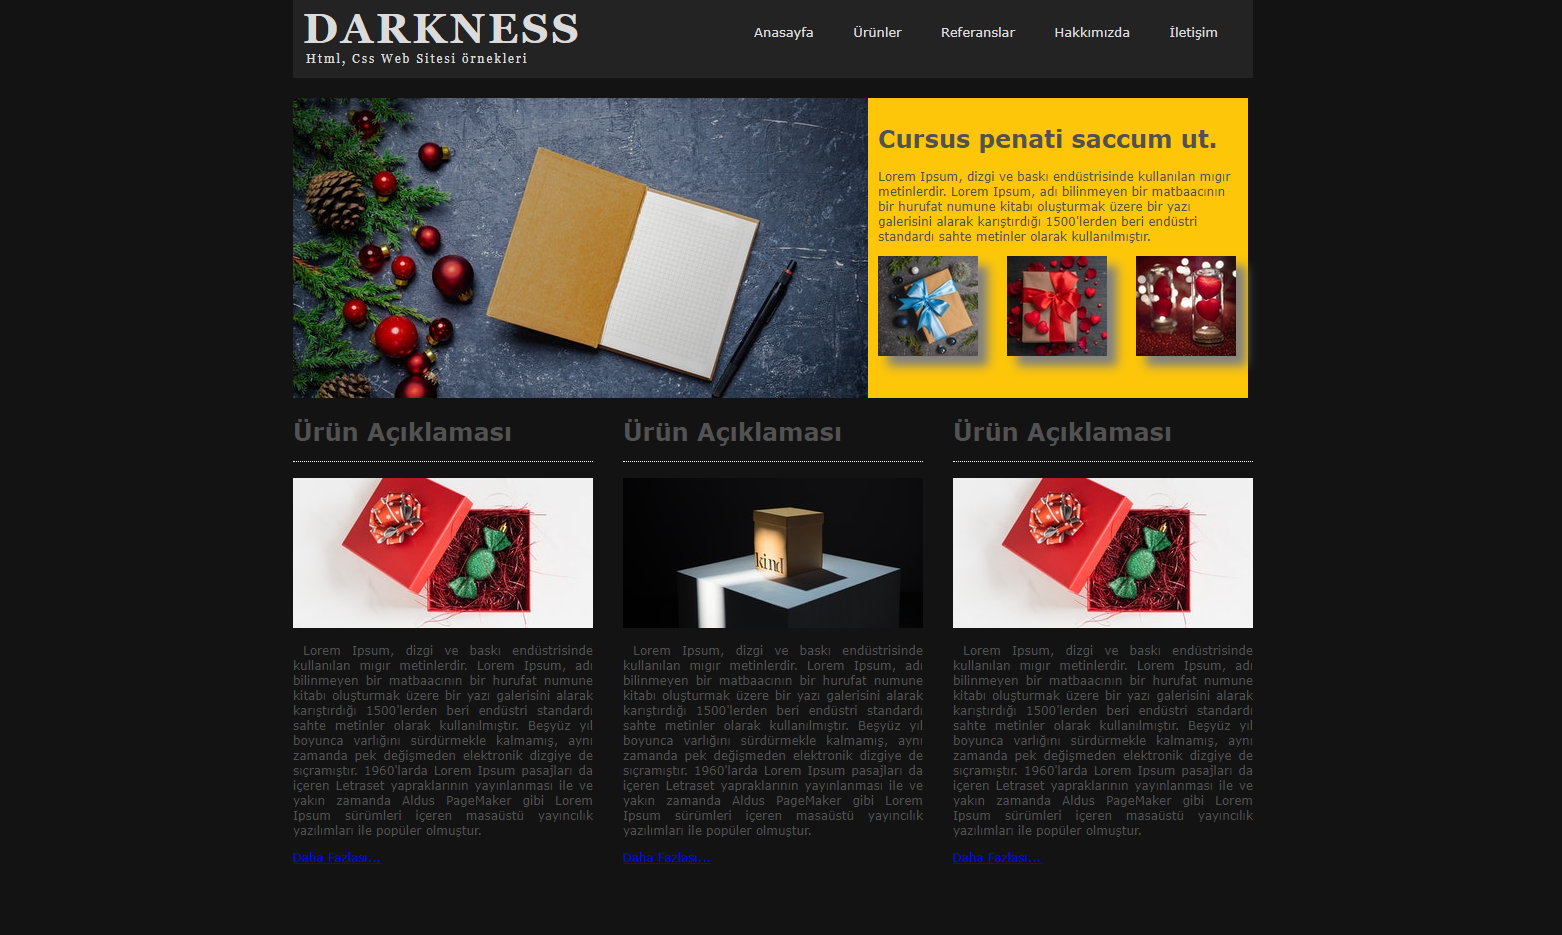 DARKNESS
Html, Css Web Sitesi örnekleri
Anasayfa Ürünler Referanslar Hakkımızda İletişim
Cursus penati saccum ut.
Lorem Ipsum, dizgi ve baskı endüstrisinde kullanılan mıgır
metinlerdir. Lorem Ipsum, adı bilinmeyen bir matbaacının
bir hurufat numune kitabı oluşturmak üzere bir yazı
galerisini alarak karıştırdığı 1500'lerden beri endüstri
standardı sahte metinler olarak kullanılmıştır.
Ürün Açıklaması
Lorem Ipsum, dizgi ve baskı endüstrisinde
kullanılan mıgır metinlerdir. Lorem Ipsum, adı
bilinmeyen bir matbaacının bir hurufat numune
kitabı oluşturmak üzere bir yazı galerisini alarak
karıştırdığı 1500'lerden beri endüstri standardı
sahte metinler olarak kullanılmıştır. Beşyüz yıl
boyunca varlığını sürdürmekle kalmamış, aynı
zamanda pek değişmeden elektronik dizgiye de
sıçramıştır. 1960'larda Lorem Ipsum pasajları da
içeren Letraset yapraklarının yayınlanması ile ve
yakın zamanda Aldus PageMaker gibi Lorem
Ipsum sürümleri içeren masaüstü yayıncılık
yazılımları ile popüler olmuştur.
Daha Fazlası...
Ürün Açıklaması
kind
Lorem Ipsum, dizgi ve baskı endüstrisinde
kullanılan mıgır metinlerdir. Lorem Ipsum, adı
bilinmeyen bir matbaacının bir hurufat numune
kitabı oluşturmak üzere bir yazı galerisini alarak
karıştırdığı 1500'lerden beri endüstri standardı
sahte metinler olarak kullanılmıştır. Beşyüz yıl
boyunca varlığını sürdürmekle kalmamış, aynı
zamanda pek değişmeden elektronik dizgiye de
sıçramıştır. 1960'larda Lorem Ipsum pasajları da
içeren Letraset yapraklarının yayınlanması ile ve
yakın zamanda Aldus PageMaker gibi Lorem
Ipsum sürümleri içeren masaüstü yayıncılık
yazılımları ile popüler olmuştur.
Daha Fazlası...
Ürün Açıklaması
Lorem Ipsum, dizgi ve baskı endüstrisinde
kullanılan mıgır metinlerdir. Lorem Ipsum, adı
bilinmeyen bir matbaacının bir hurufat numune
kitabı oluşturmak üzere bir yazı galerisini alarak
karıştırdığı 1500'lerden beri endüstri standardı
sahte metinler olarak kullanılmıştır. Beşyüz yıl
boyunca varlığını sürdürmekle kalmamış, aynı
zamanda pek değişmeden elektronik dizgiye de
sıçramıştır. 1960'larda Lorem Ipsum pasajları da
içeren Letraset yapraklarının yayınlanması ile ve
yakın zamanda Aldus PageMaker gibi Lorem
Ipsum sürümleri içeren masaüstü yayıncılık
yazılımları ile popüler olmuştur.
Daha Fazlası...